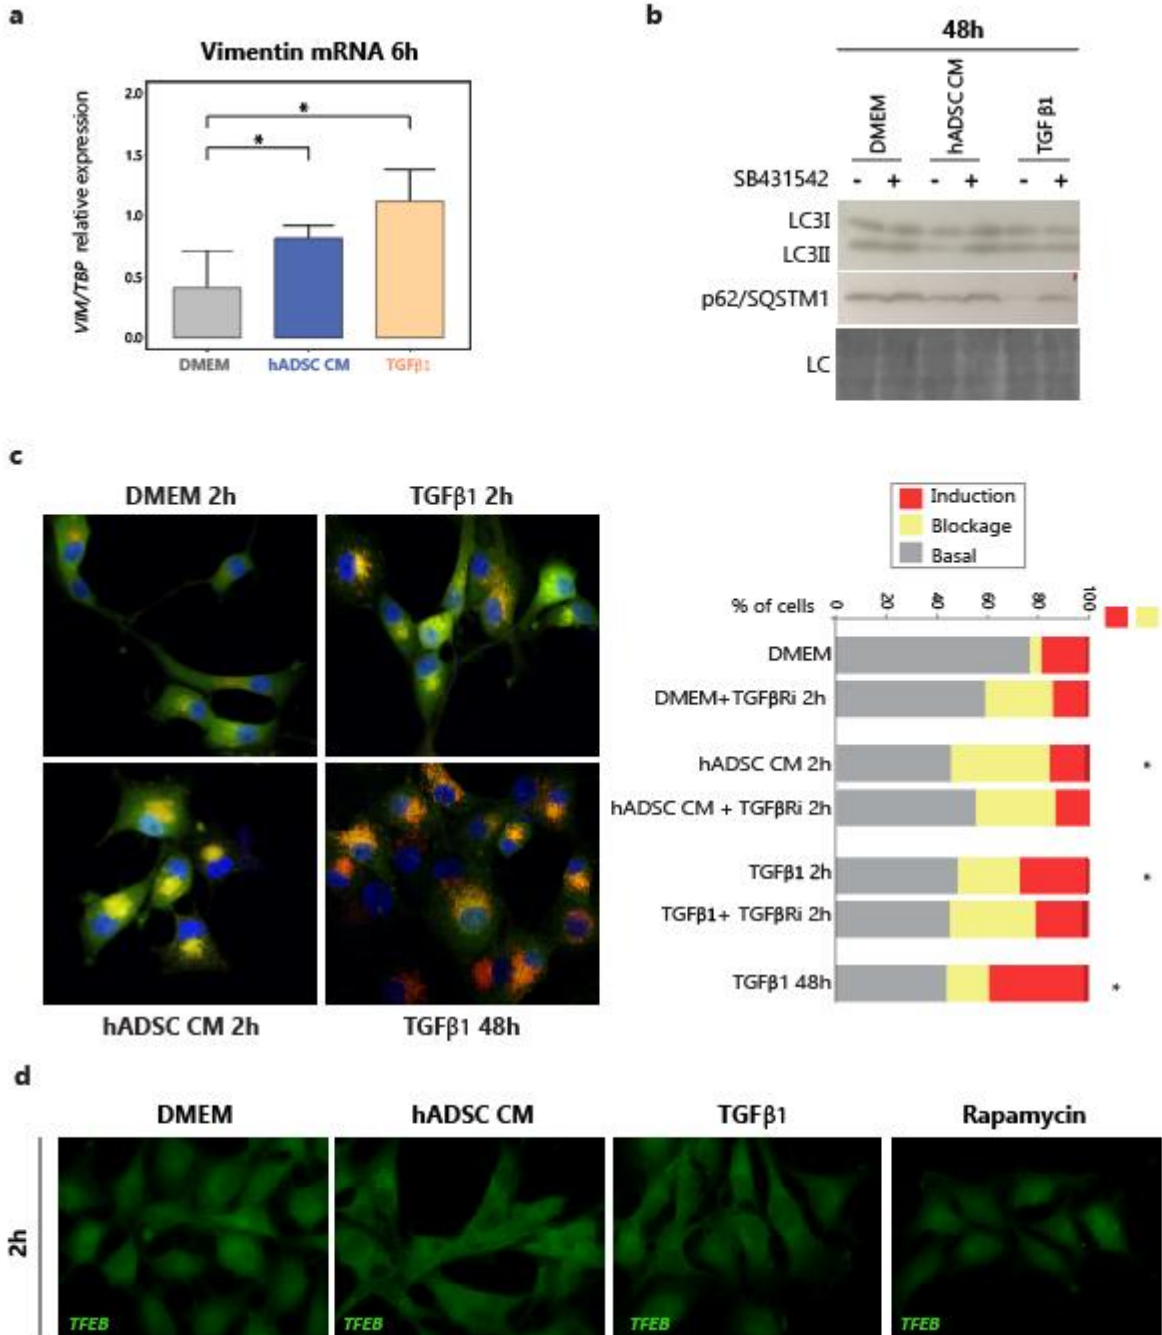 a
Vimentin mRNA 6h
VIM/TBP relative expression
2.0
1.5
1.0
0.5
0.0
*
*
DMEM hADSC CM TGFβ1
b
48h
DMEM hADSC CM TGF β1
SB431542 - + - + - +
LC3I
LC3II
p62/SQSTM1
LC
c
DMEM 2h TGFβ1 2h
hADSC CM 2h TGFβ1 48h
Induction
Blockage
Basal
% of cells 0 20 40 60 80 100
DMEM
DMEM+TGFβRi 2h
hADSC CM 2h *
hADSC CM + TGFβRi 2h
TGFβ1 2h *
TGFβ1+ TGFβRi 2h
TGFβ1 48h *
d
DMEM hADSC CM TGFβ1 Rapamycin
2h
TFEB TFEB TFEB TFEB